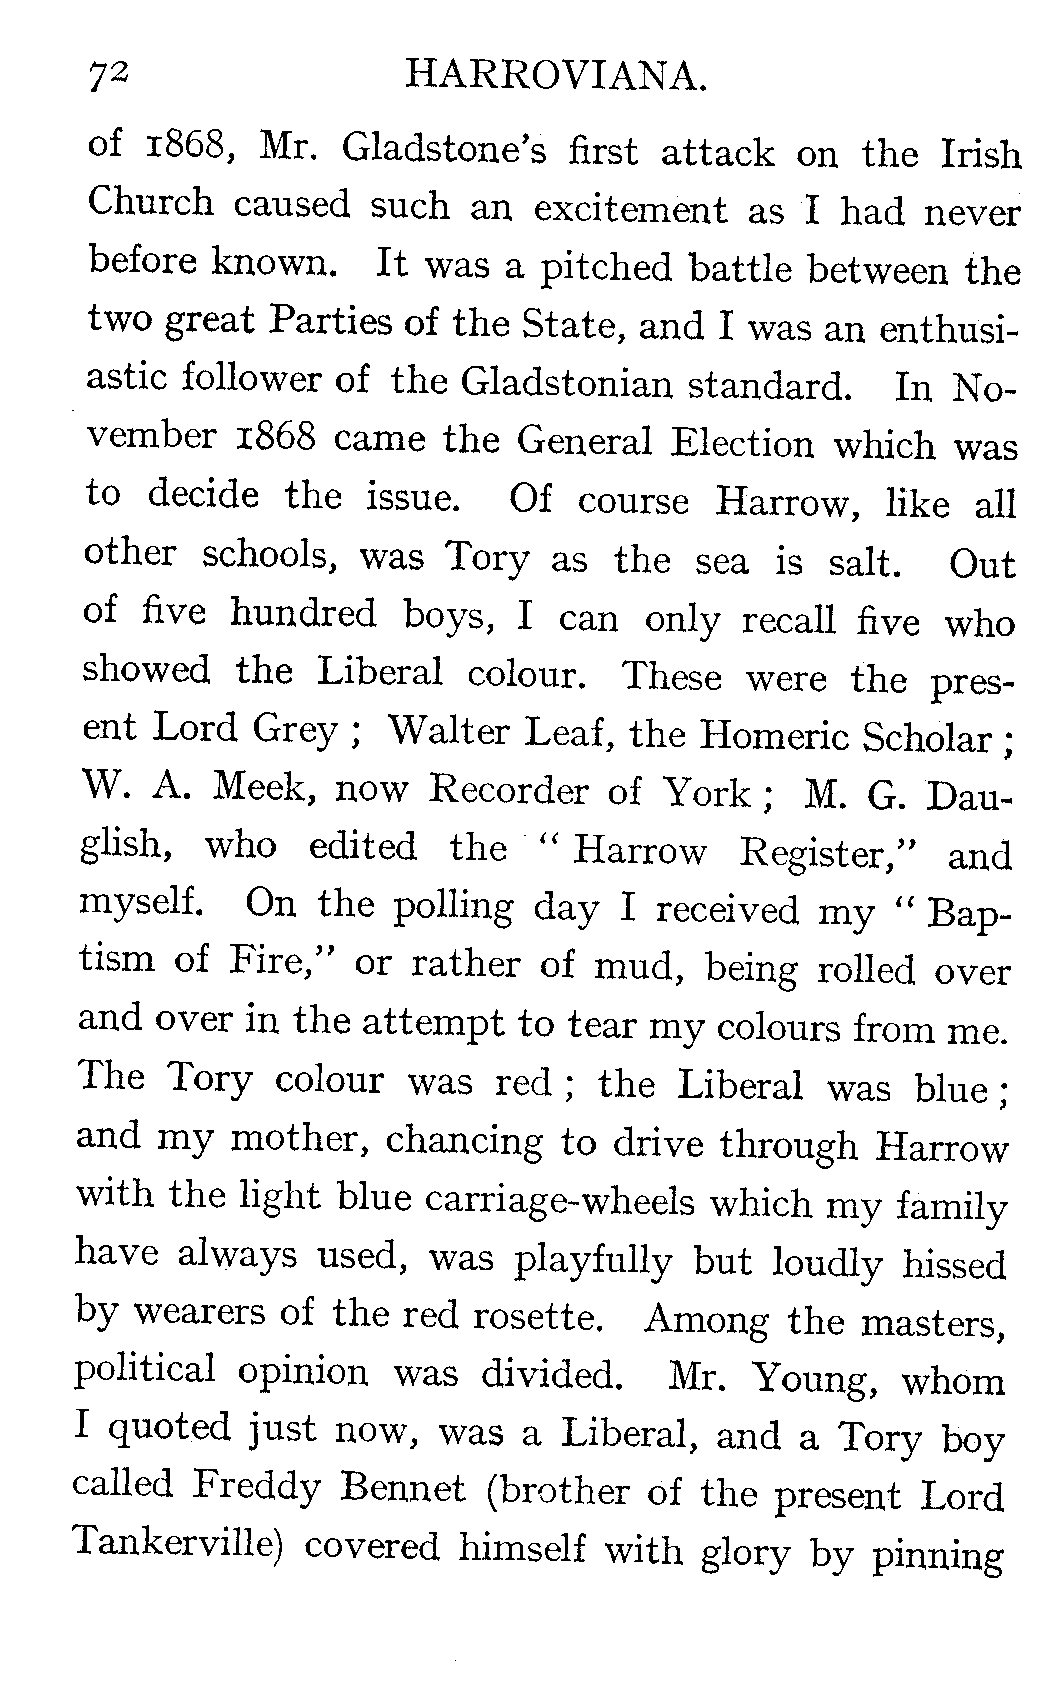 72 HARROVIANA.
of 1868, Mr. Gladstone's first attack on the Irish
Church caused such an excitement as I had never
before known. It was a pitched battle between the
two great Parties of the State, and I was an enthusi-
astic follower of the Gladstonian standard. In No-
vember 1868 came the General Election which was
to decide the issue. Of course Harrow, like all
other schools, was Tory as the sea is salt. Out
of five hundred boys, I can only recall five who
showed the Liberal colour. These were the pres-
ent Lord Grey ; Walter Leaf, the Homeric Scholar ;
W. A. Meek, now Recorder of York ; M. G. Dau-
glish, who edited the “ Harrow Register,” and
myself. On the polling day I received my “ Bap-
tism of Fire,” or rather of mud, being rolled over
and over in the attempt to tear my colours from me.
The Tory colour was red ; the Liberal was blue ;
and my mother, chancing to drive through Harrow
with the light blue carriage-wheels which my family
have always used, was playfully but loudly hissed
by wearers of the red rosette. Among the masters,
political opinion was divided. Mr. Young, whom
I quoted just now, was a Liberal, and a Tory boy
called Freddy Bennet (brother of the present Lord
Tankerville) covered himself with glory by pinning